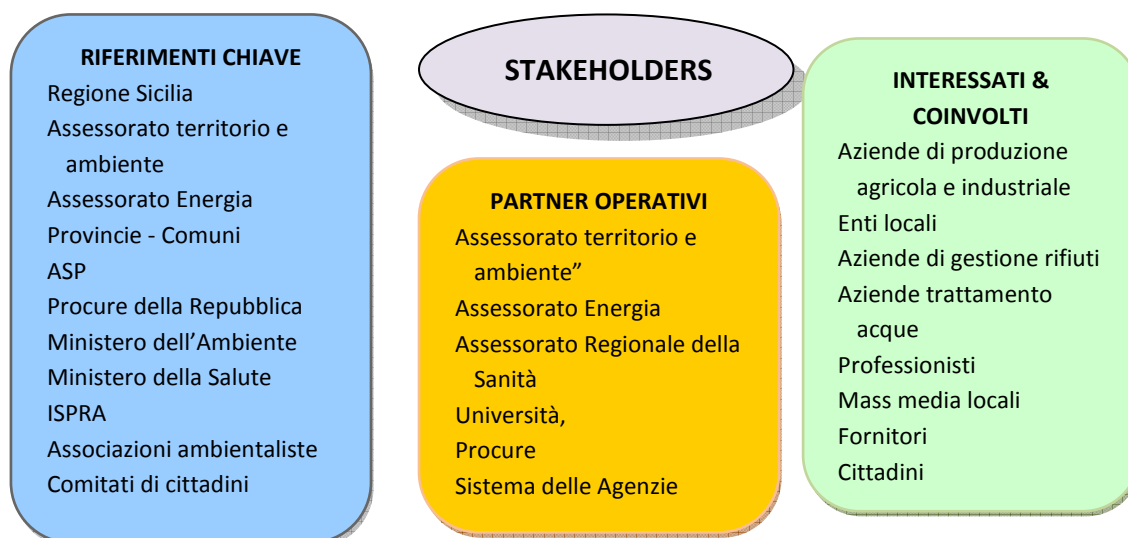 RIFERIMENTI CHIAVE
Regione Sicilia
Assessorato territorio e
ambiente
Assessorato Energia
Provincie - Comuni
ASP
Procure della Repubblica
Ministero dell’Ambiente
Ministero della Salute
ISPRA
Associazioni ambientaliste
Comitati di cittadini
STAKEHOLDERS
PARTNER OPERATIVI
Assessorato territorio e
ambiente”
Assessorato Energia
Assessorato Regionale della
Sanità
Università,
Procure
Sistema delle Agenzie
INTERESSATI &
COINVOLTI
Aziende di produzione
agricola e industriale
Enti locali
Aziende di gestione rifiuti
Aziende trattamento
acque
Professionisti
Mass media locali
Fornitori
Cittadini